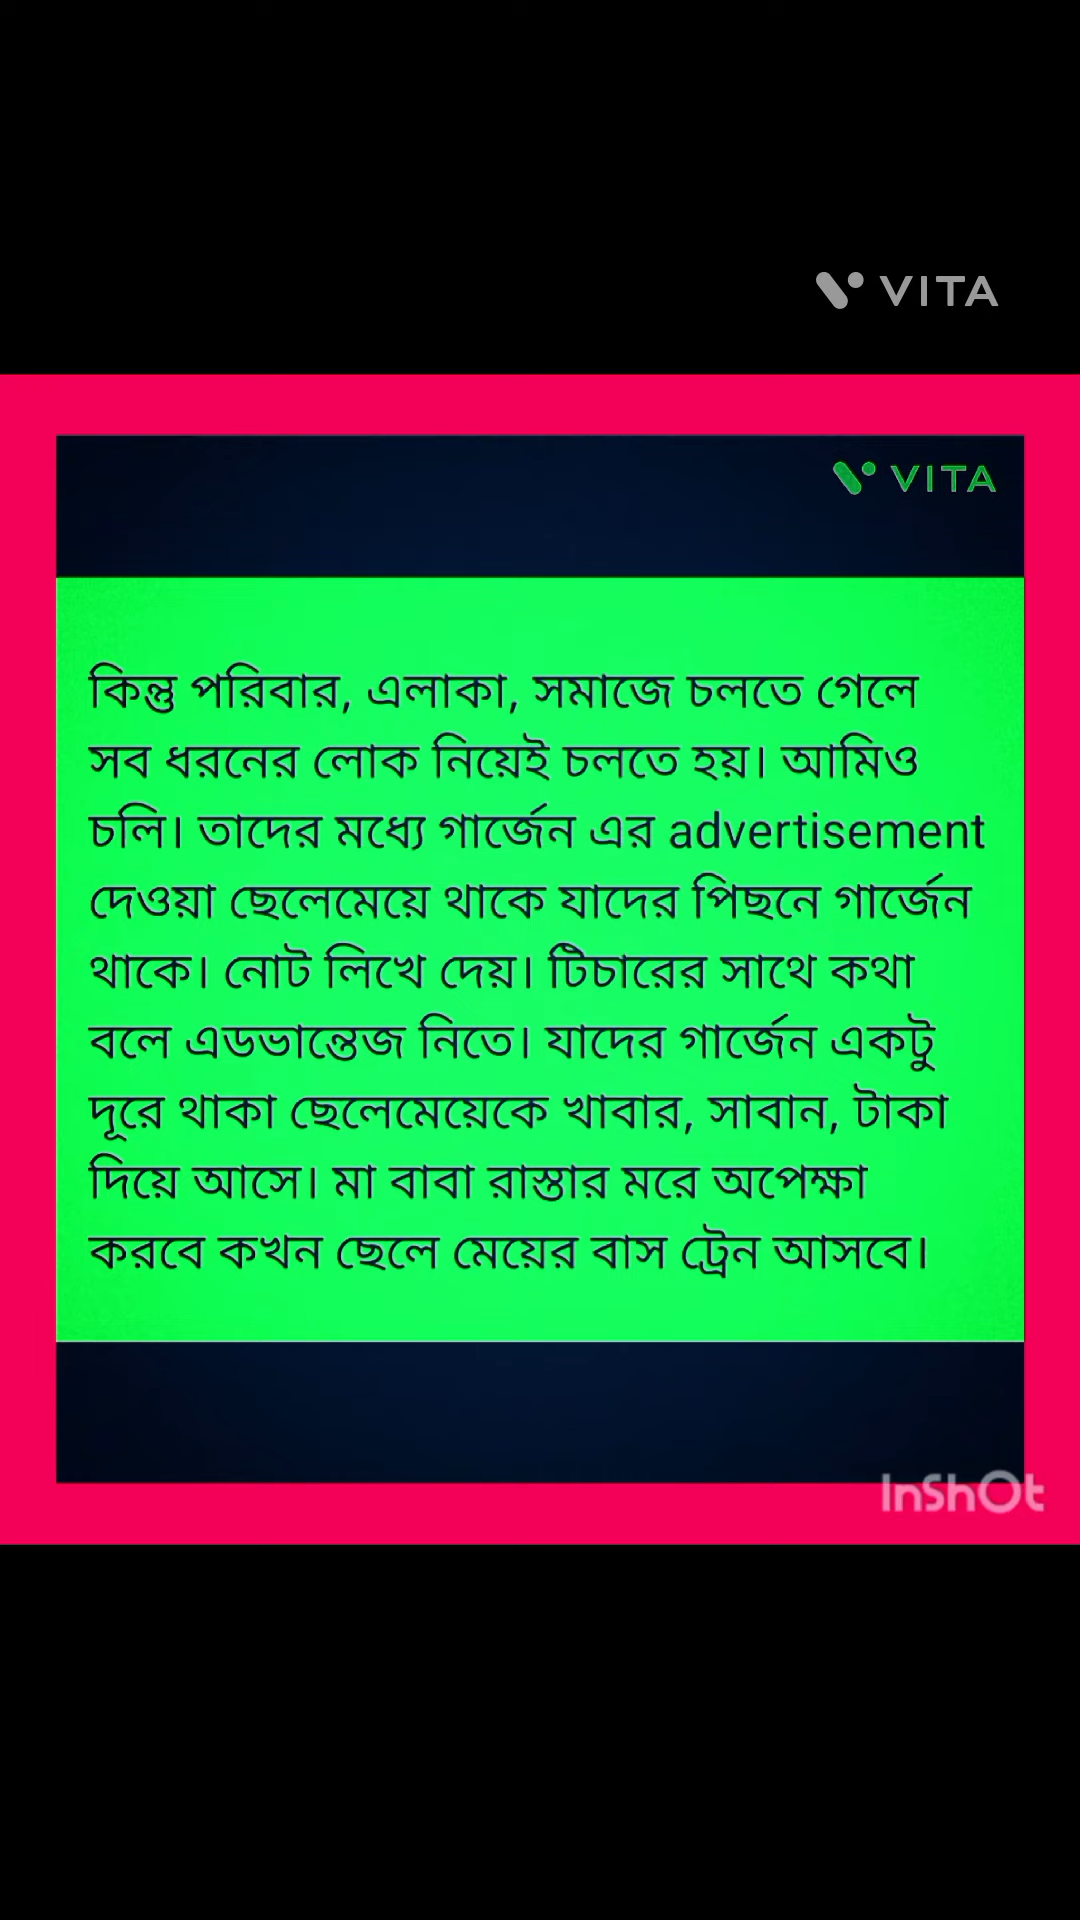 VITA
VITA
কিন্তু পরিবার, এলাকা, সমাজে চলতে গেলে
সব ধরনের লোক নিয়েই চলতে হয়। আমিও
চলি। তাদের মধ্যে গার্জেন এর advertisement
দেওয়া ছেলেমেয়ে থাকে যাদের পিছনে গার্জেন
থাকে। নোট লিখে দেয়। টিচারের সাথে কথা
বলে এডভান্তেজ নিতে। যাদের গার্জেন একটু
দূরে থাকা ছেলেমেয়েকে খাবার, সাবান, টাকা
দিয়ে আসে। মা বাবা রাস্তার মরে অপেক্ষা
করবে কখন ছেলে মেয়ের বাস ট্রেন আসবে।
InShOt